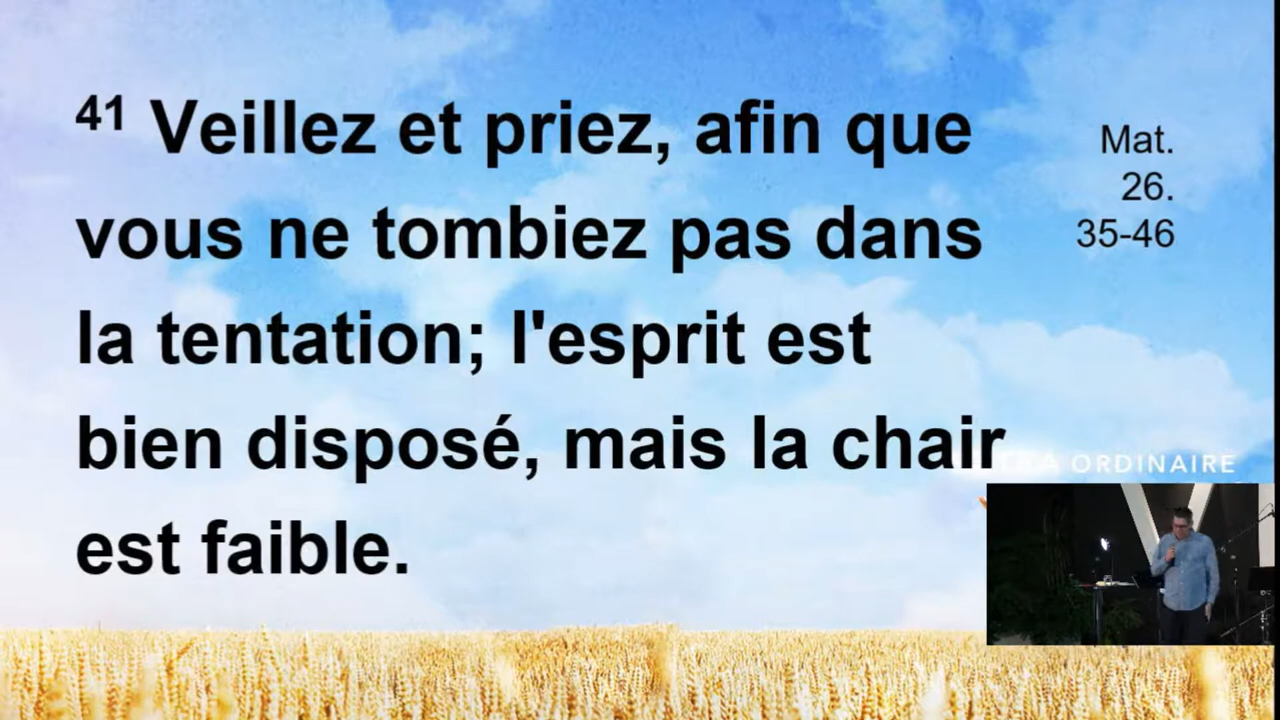 41 Veillez et priez, afin que
vous ne tombiez pas dans
la tentation; l'esprit est
bien disposé, mais la chair
est faible.
Mat.
26.
35-46
ORDINAIRE